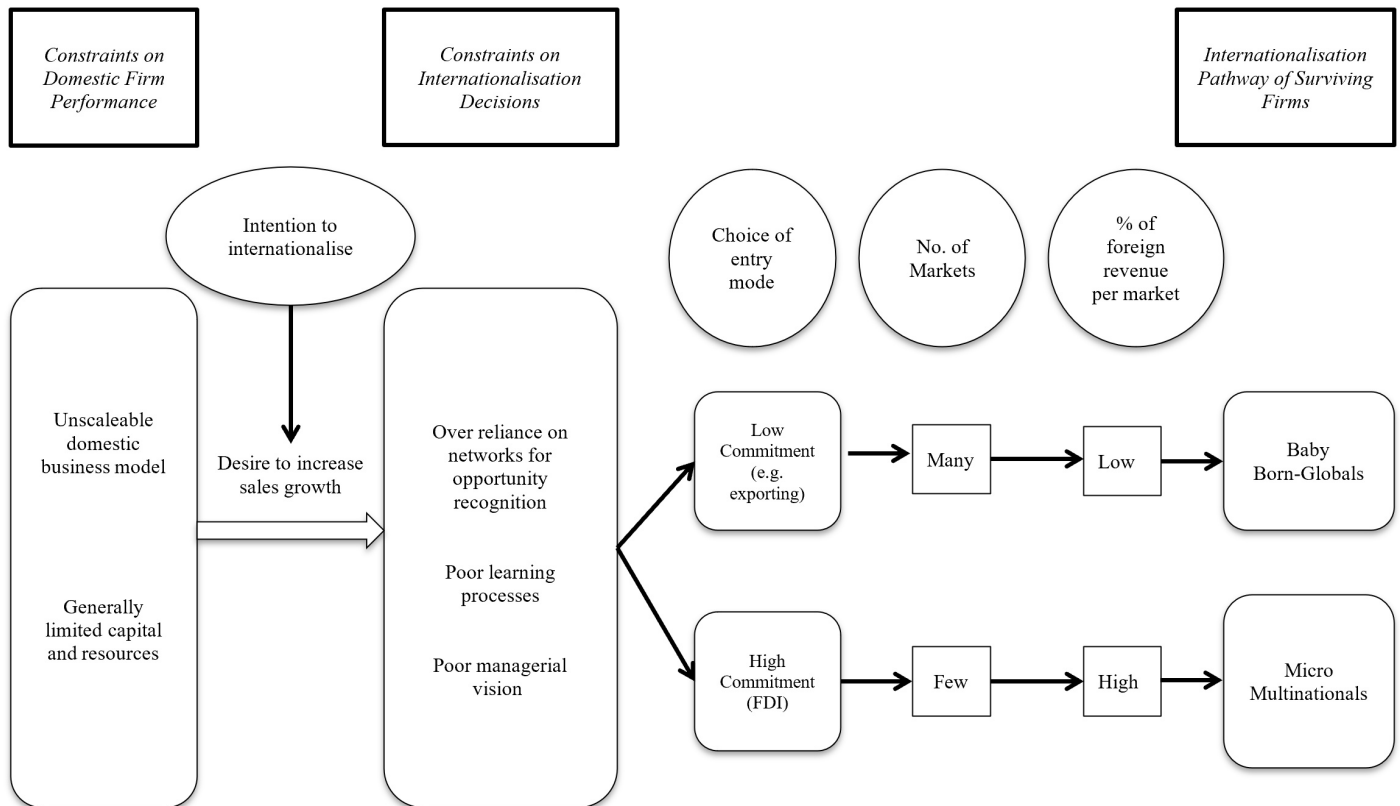 Constraints on
Domestic Firm
Performance
Constraints on
Internationalisation
Decisions
Internationalisation
Pathway of Surviving
Firms
Intention to
internationalise
Choice of
entry
mode
No. of
Markets
% of
foreign
revenue
per market
Unscaleable
domestic
business model
Generally
limited capital
and resources
Desire to increase
sales growth
Over reliance on
networks for
opportunity
recognition
Poor learning
processes
Poor managerial
vision
Low
Commitment
(e.g.
exporting)
Many
Low
Baby
Born-Globals
High
Commitment
(FDI)
Few
High
Micro
Multinationals